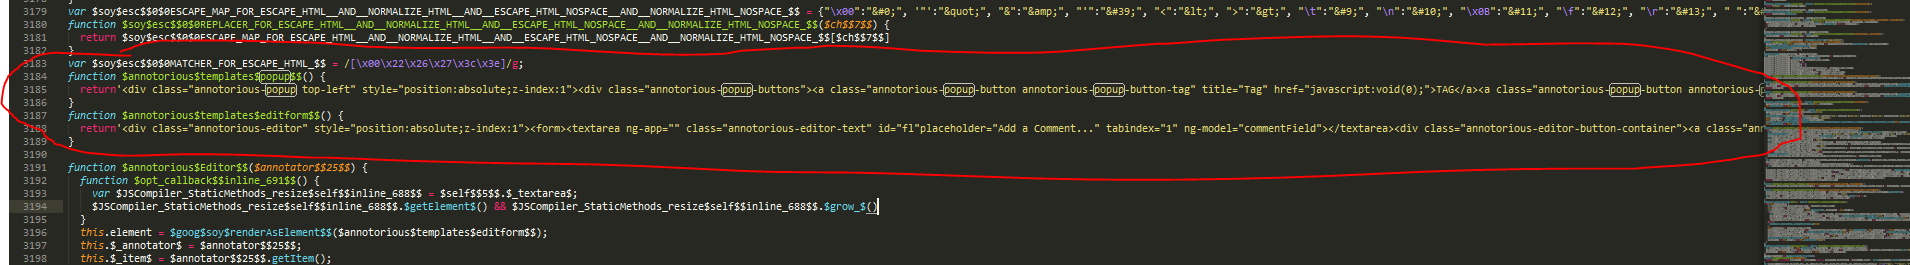 3179 var $soy$esc$$0$0ESCAPE_MAP_FOR_ESCAPE_HTML__AND__NORMALIZE_HTML__AND__ESCAPE_HTML_NOSPACE__AND__NORMALIZE_HTML_NOSPACE_$$ = {"\x00":"&#0;", '"':"&quot;", "&":"&amp;", "'":"&#39;", "<":"&lt;", ">":"&gt;", "\t":"&#9;", "\n":"&#10;", "\x0B":"&#11;", "\f":"&#12;", "\r":"&#13;", " ":"&#
3180 function $soy$esc$$0$0REPLACER_FOR_ESCAPE_HTML__AND__NORMALIZE_HTML__AND__ESCAPE_HTML_NOSPACE__AND__NORMALIZE_HTML_NOSPACE_$$($ch$$7$$) {
3181 return $soy$esc$$0$0ESCAPE_MAP_FOR_ESCAPE_HTML__AND__NORMALIZE_HTML__AND__ESCAPE_HTML_NOSPACE__AND__NORMALIZE_HTML_NOSPACE_$$[$ch$$7$$]
3182 }
3183 var $soy$esc$$0$0MATCHER_FOR_ESCAPE_HTML_$$ = /[\x00\x22\x26\x27\x3c\x3e]/g;
3184 function $annotorious$templates$popup$$() {
3185 return'<div class="annotorious-popup top-left" style="position:absolute;z-index:1"><div class="annotorious-popup-buttons"><a class="annotorious-popup-button annotorious-popup-button-tag" title="Tag" href="javascript:void(0);">TAG</a><a class="annotorious-popup-button annotorious-
3186 }
3187 function $annotorious$templates$editform$$() {
3188 return'<div class="annotorious-editor" style="position:absolute;z-index:1"><form><textarea ng-app="" class="annotorious-editor-text" id="fl"placeholder="Add a Comment..." tabindex="1" ng-model="commentField"></textarea><div class="annotorious-editor-button-container"><a class="ann
3189 }
3190
3191 function $annotorious$Editor$$($annotator$$25$$) {
3192 function $opt_callback$$inline_691$$() {
3193 var $JSCompiler_StaticMethods_resize$self$$inline_688$$ = $self$$5$$.$_textarea$;
3194 $JSCompiler_StaticMethods_resize$self$$inline_688$$.$getElement$() && $JSCompiler_StaticMethods_resize$self$$inline_688$$.$grow_$()
3195 }
3196 this.element = $goog$soy$renderAsElement$$($annotorious$templates$editform$$);
3197 this.$_annotator$ = $annotator$$25$$;
3198 this.$_item$ = $annotator$$25$$.getItem();